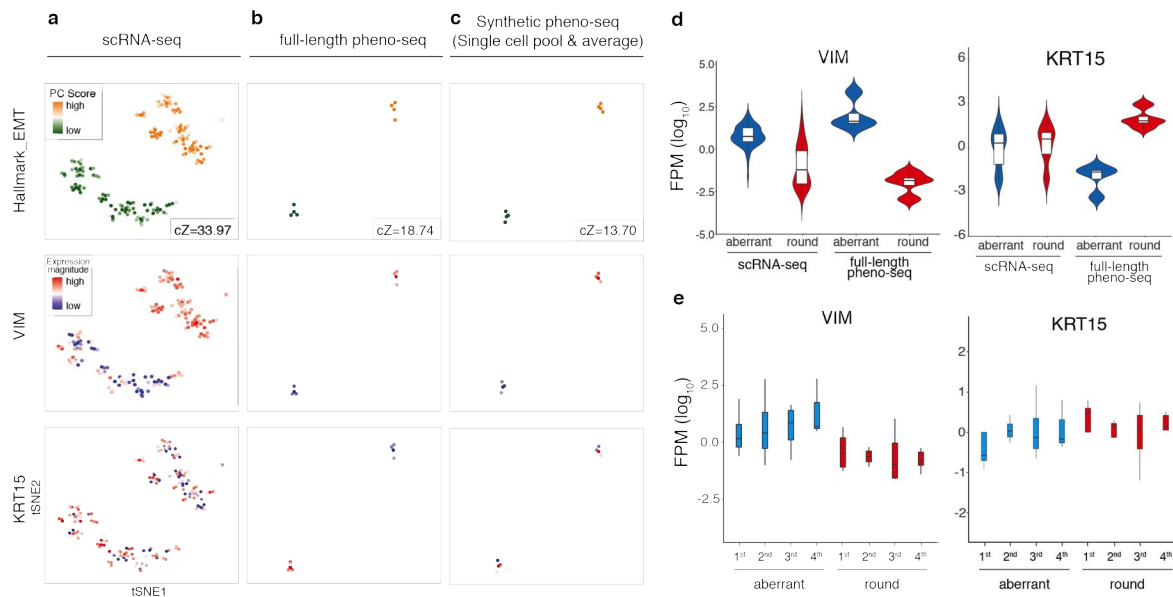 a
scRNA-seq
b
full-length pheno-seq
c
Synthetic pheno-seq
(Single cell pool & average)
Hallmark_EMT
PC Score
high
low
cZ=33.97
cZ=18.74
cZ=13.70
VIM
Expression
magnitude
high
low
KRT15
tSNE2
tSNE1
d
VIM
FPM (log10)
5.0
2.5
0.0
-2.5
-5.0
aberrant round aberrant round
scRNA-seq full-length
pheno-seq
KRT15
6
3
0
-3
-6
aberrant round aberrant round
scRNA-seq full-length
pheno-seq
e
VIM
FPM (log10)
5.0
2.5
0.0
-2.5
1st 2nd 3rd 4th 1st 2nd 3rd 4th
aberrant round
KRT15
2
1
0
-1
-2
1st 2nd 3rd 4th 1st 2nd 3rd 4th
aberrant round